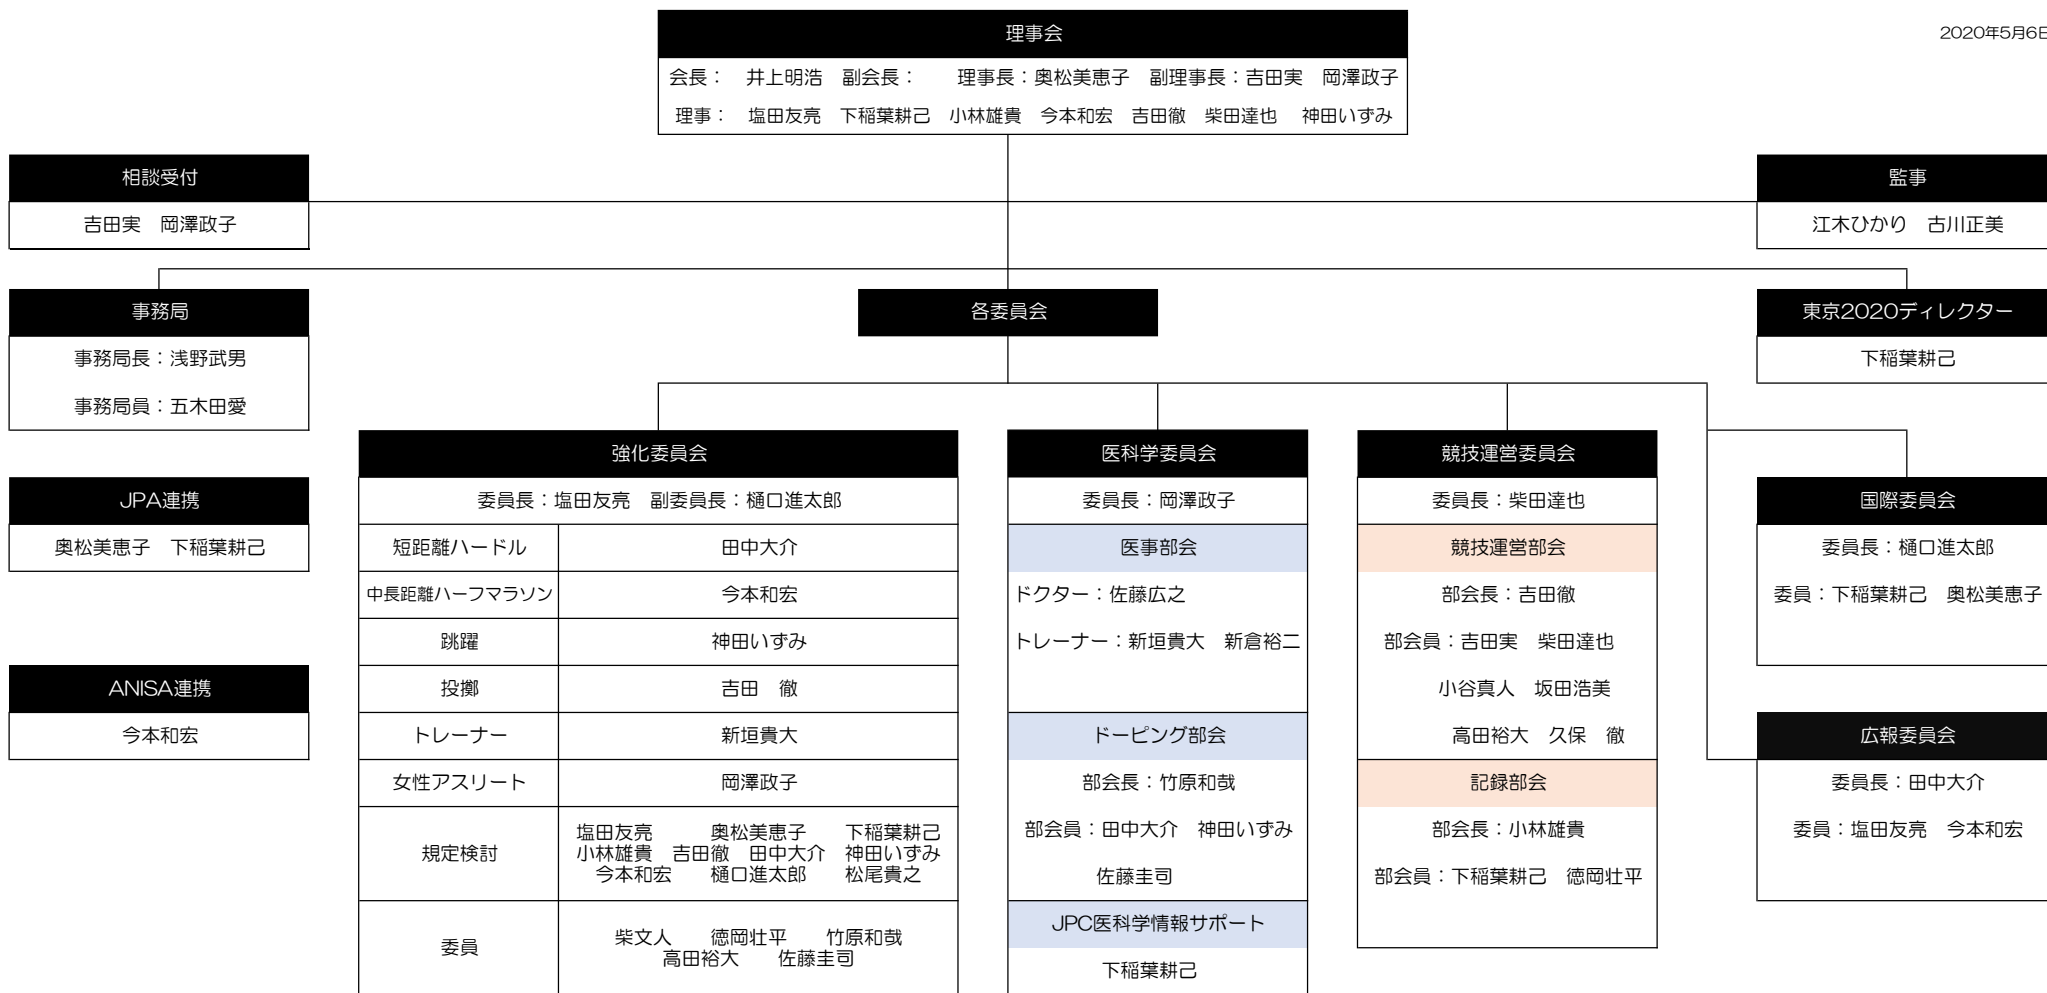 2020年5月6日
理事会
会長： 井上明浩 副会長： 理事長：奥松美恵子 副理事長：吉田実 岡澤政子
理事： 塩田友亮 下稲葉耕己 小林雄貴 今本和宏 吉田徹 柴田達也 神田いずみ
相談受付
吉田実 岡澤政子
監事
江木ひかり 古川正美
事務局
事務局長：浅野武男
事務局員：五木田愛
各委員会
東京2020ディレクター
下稲葉耕己
JPA連携
奥松美恵子 下稲葉耕己
ANISA連携
今本和宏
強化委員会
委員長：塩田友亮 副委員長：樋口進太郎
短距離ハードル 田中大介
中長距離ハーフマラソン 今本和宏
跳躍 神田いずみ
投擲 吉田 徹
トレーナー 新垣貴大
女性アスリート 岡澤政子
規定検討
塩田友亮 奥松美恵子 下稲葉耕己
小林雄貴 吉田徹 田中大介 神田いずみ
今本和宏 樋口進太郎 松尾貴之
委員
柴文人 徳岡壮平 竹原和哉
高田裕大 佐藤圭司
医科学委員会
委員長：岡澤政子
医事部会
ドクター：佐藤広之
トレーナー：新垣貴大 新倉裕二
ドーピング部会
部会長：竹原和哉
部会員：田中大介 神田いずみ
佐藤圭司
JPC医科学情報サポート
下稲葉耕己
競技運営委員会
委員長：柴田達也
競技運営部会
部会長：吉田徹
部会員：吉田実 柴田達也
小谷真人 坂田浩美
高田裕大 久保 徹
記録部会
部会長：小林雄貴
部会員：下稲葉耕己 徳岡壮平
国際委員会
委員長：樋口進太郎
委員：下稲葉耕己 奥松美恵子
広報委員会
委員長：田中大介
委員：塩田友亮 今本和宏